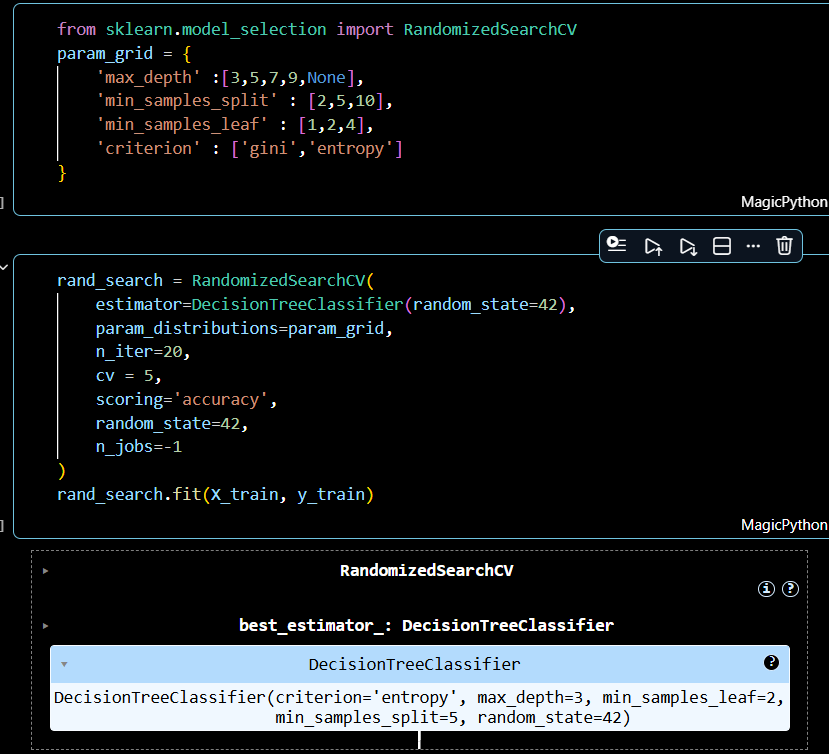 from sklearn.model_selection import RandomizedSearchCV
param_grid = {
    'max_depth' :[3,5,7,9,None],
    'min_samples_split' : [2,5,10],
    'min_samples_leaf' : [1,2,4],
    'criterion' : ['gini','entropy']
}
]
MagicPython
rand_search = RandomizedSearchCV(
    estimator=DecisionTreeClassifier(random_state=42),
    param_distributions=param_grid,
    n_iter=20,
    cv = 5,
    scoring='accuracy',
    random_state=42,
    n_jobs=-1
)
rand_search.fit(X_train, y_train)
]
MagicPython
RandomizedSearchCV
i ?
best_estimator_: DecisionTreeClassifier
DecisionTreeClassifier ?
DecisionTreeClassifier(criterion='entropy', max_depth=3, min_samples_leaf=2,
min_samples_split=5, random_state=42)